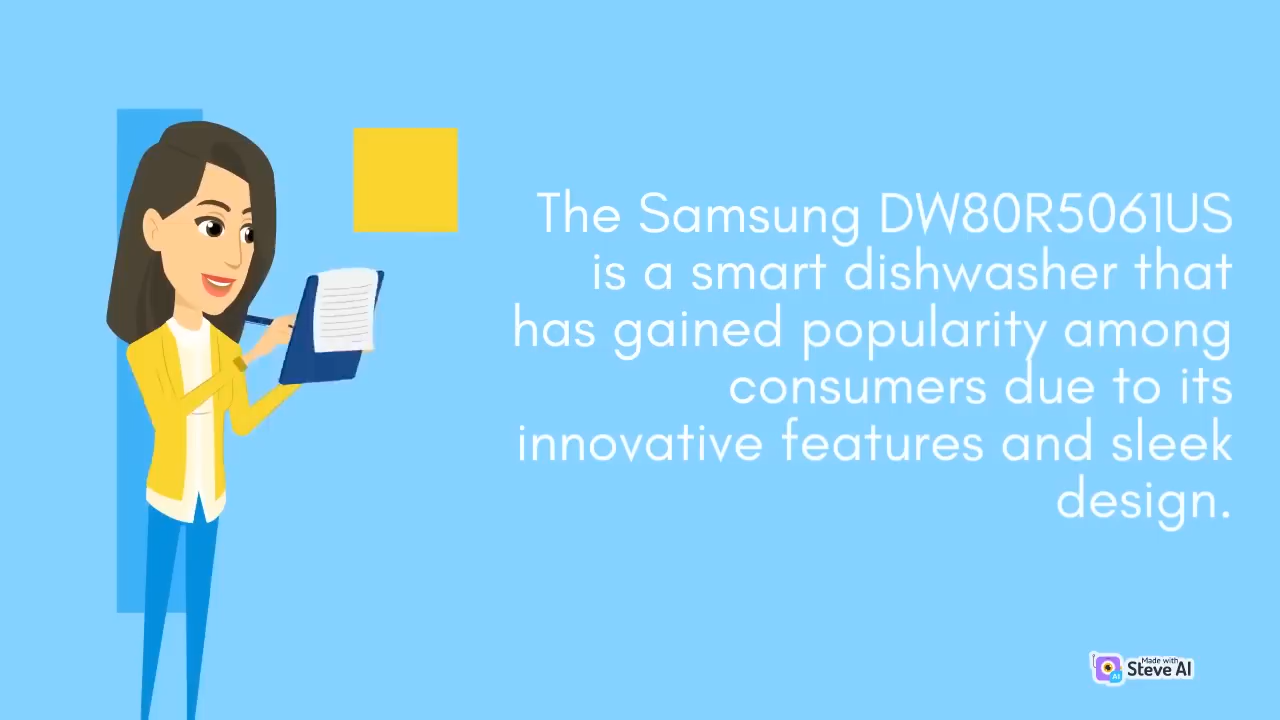 The Samsung DW80R5061US
is a smart dishwasher that
has gained popularity among
consumers due to its
innovative features and sleek
design.
Made with
Steve AI
AI